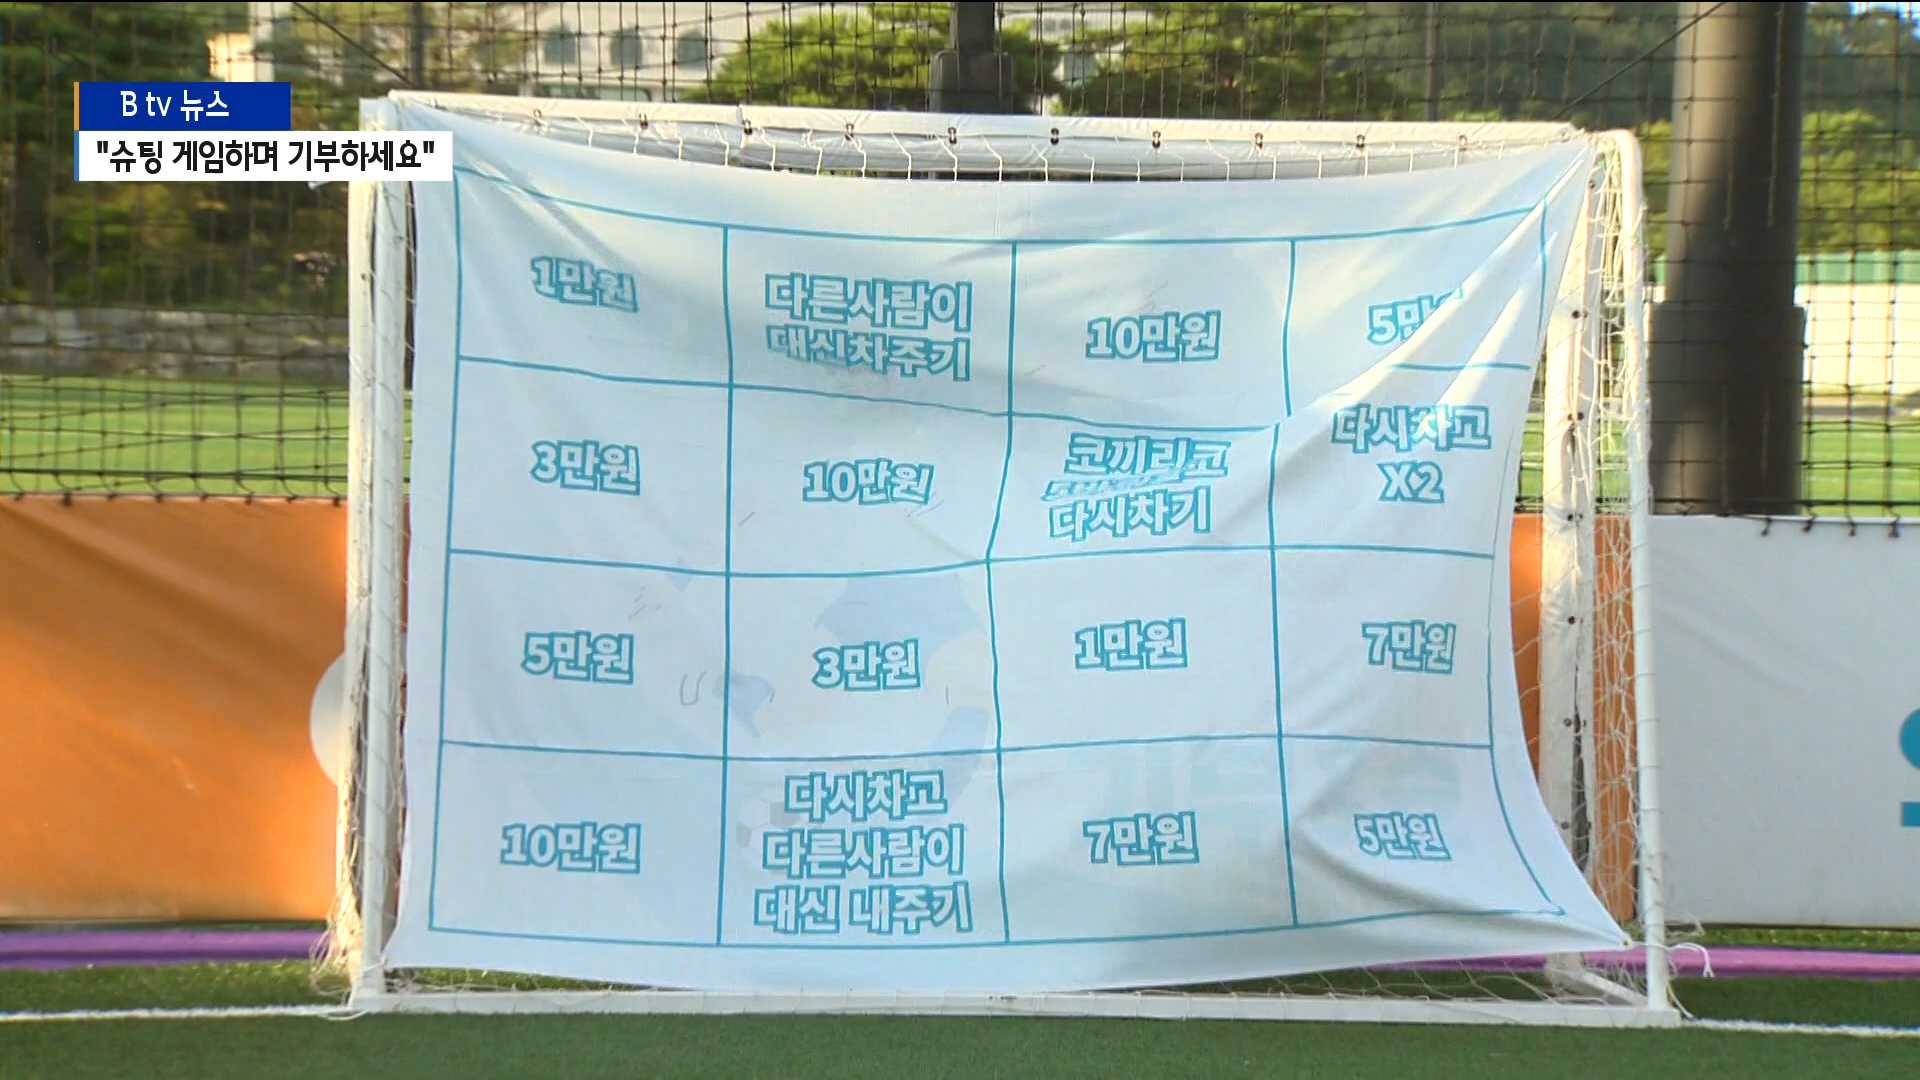 B tv 뉴스
"슈팅 게임하며 기부하세요"
1만원
다른사람이
대신차주기
10만원
3만원
10만원
코끼리코
다시차기
다시차고
X2
5만원
3만원
1만원
7만원
10만원
다시차고
다른사람이
대신 내주기
7만원
5만원